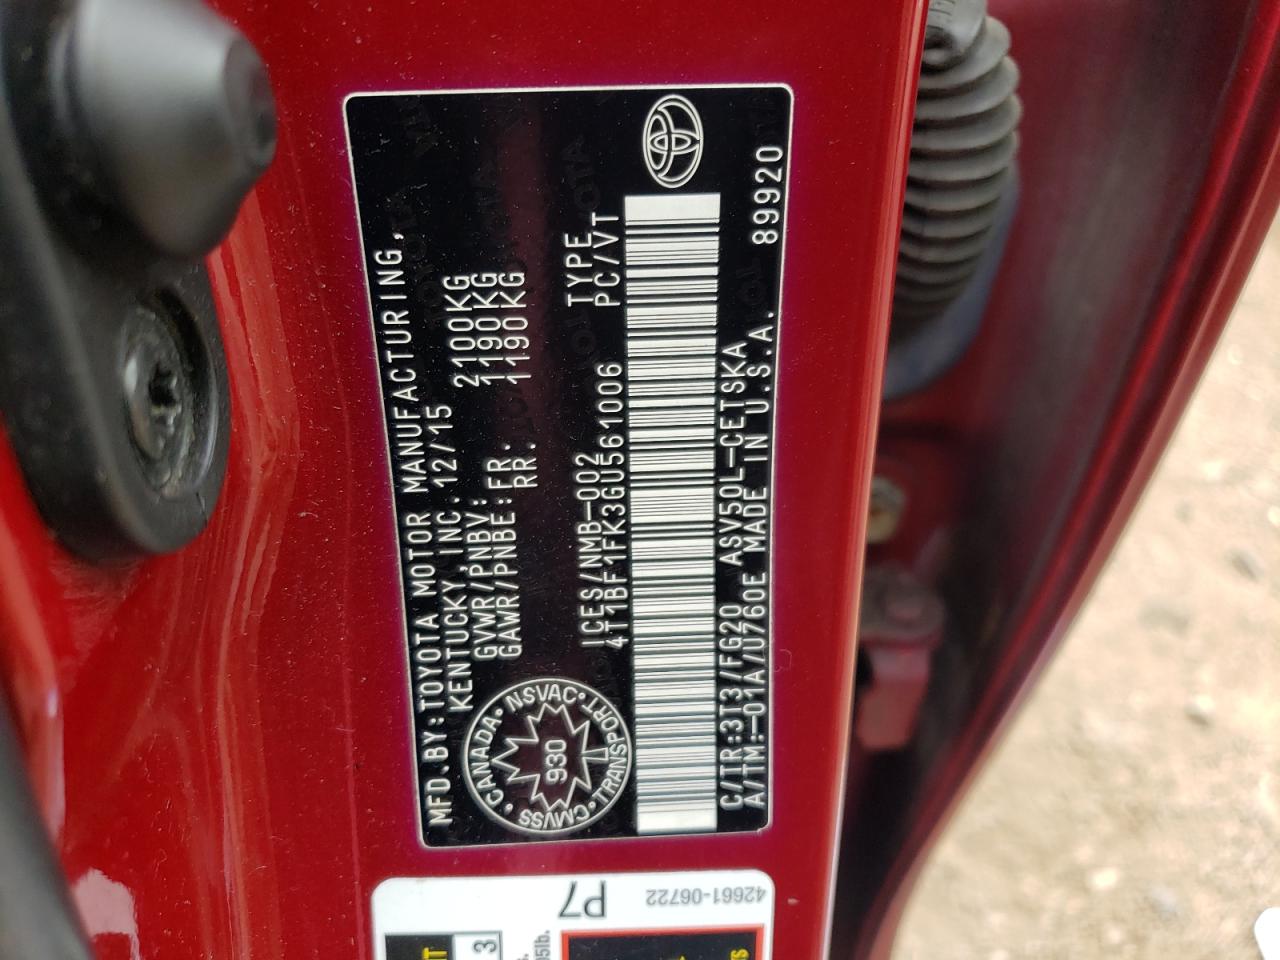 MFD.BY:TOYOTA MOTOR MANUFACTURING,
KENTUCKY,INC. 12/15
GVWR/PNBV: 2100KG
GAWR/PNBE:FR: 1190KG
RR: 1190KG
CANADA • NSVAC • TRANSPORT • CMVSS •
930
ICES/NMB-002 TYPE
4T1BF1FK3GU561006 PC/VT
C/TR:3T3/FG20 ASV50L-CETSKA
A/TM:-01A/U760E MADE IN U.S.A. 89920
P7
42661-06722
3